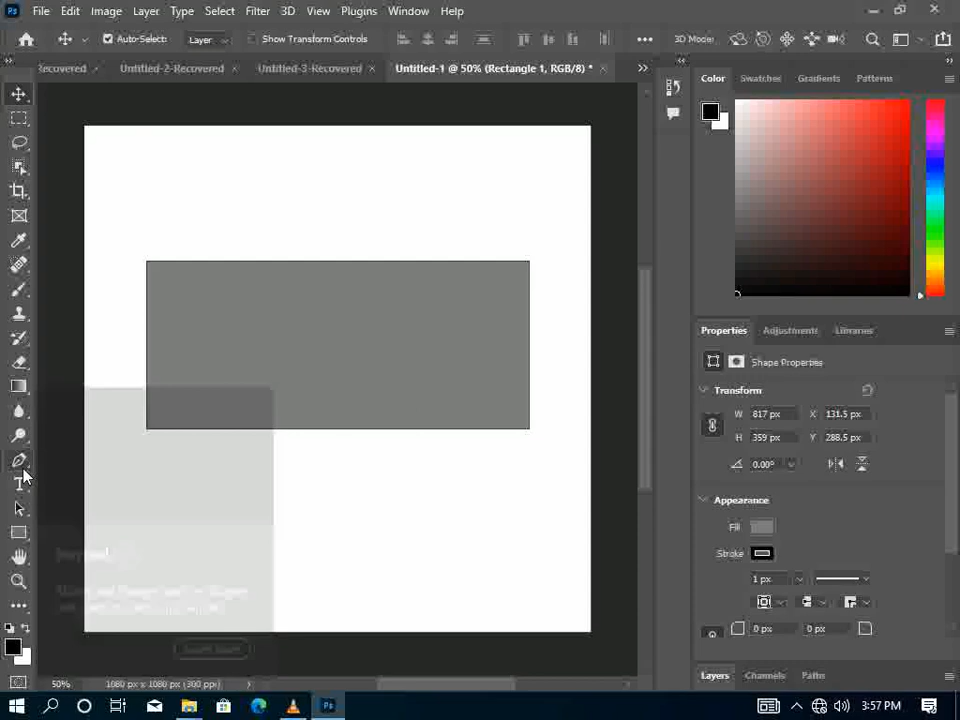 Ps File Edit Image Layer Type Select Filter 3D View Plugins Window Help
Auto-Select: Layer Show Transform Controls 3D Mode:
Recovered × Untitled-2-Recovered × Untitled-3-Recovered × Untitled-1 @ 50% (Rectangle 1, RGB/8) * ×
Color Swatches Gradients Patterns
Properties Adjustments Libraries
Shape Properties
Transform
W 817 px X 131.5 px
H 359 px Y 288.5 px
0.00°
Appearance
Fill
Stroke
1 px
0 px 0 px
Layers Channels Paths
50% 1080 px x 1080 px (300 ppi)
Ps 3:57 PM